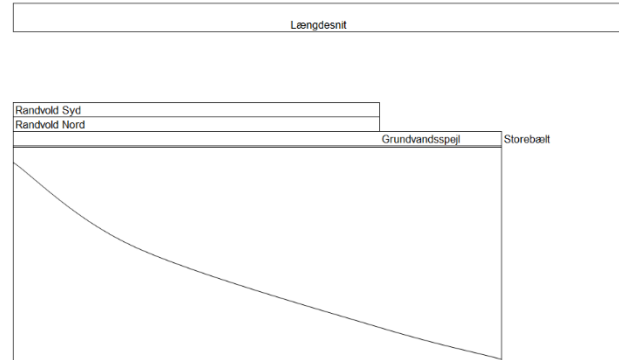 Længdesnit
Randvold Syd
Randvold Nord
Grundvandsspejl Storebælt